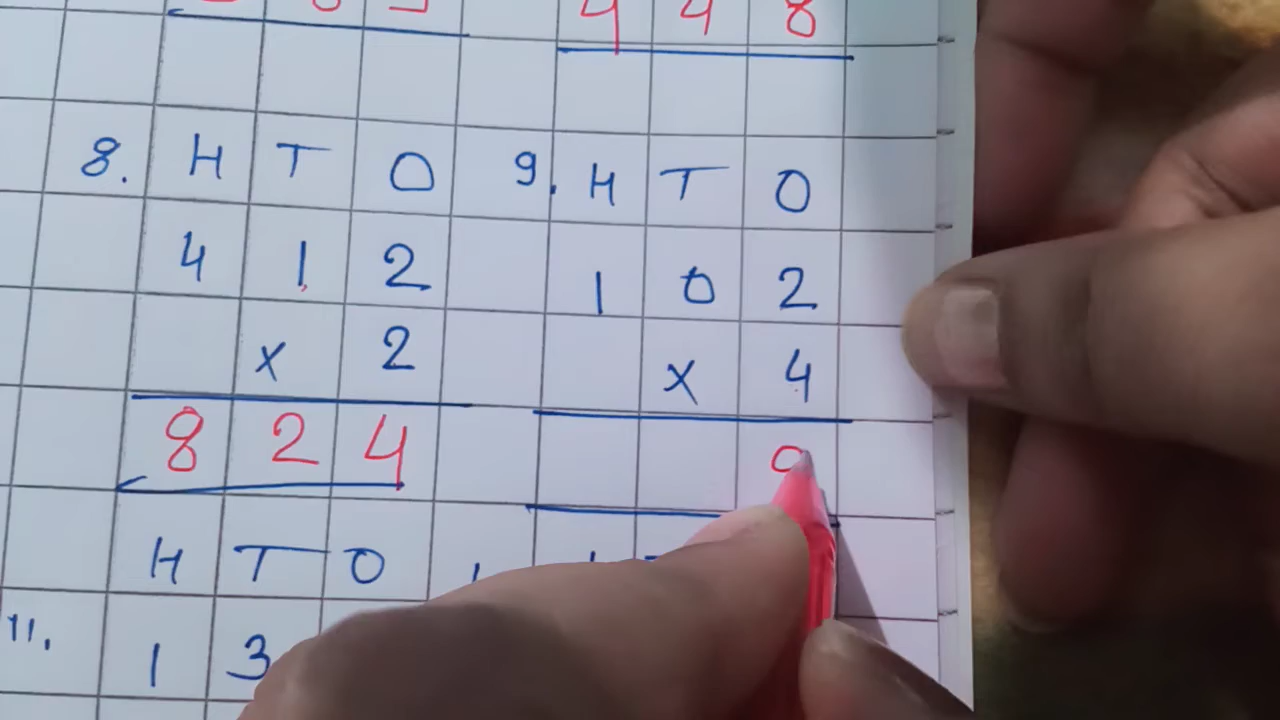 4 4 8
8. H T O 9. H T O
4 1 2 1 0 2
x 2 x 4
8 2 4
H T O
11. 1 3